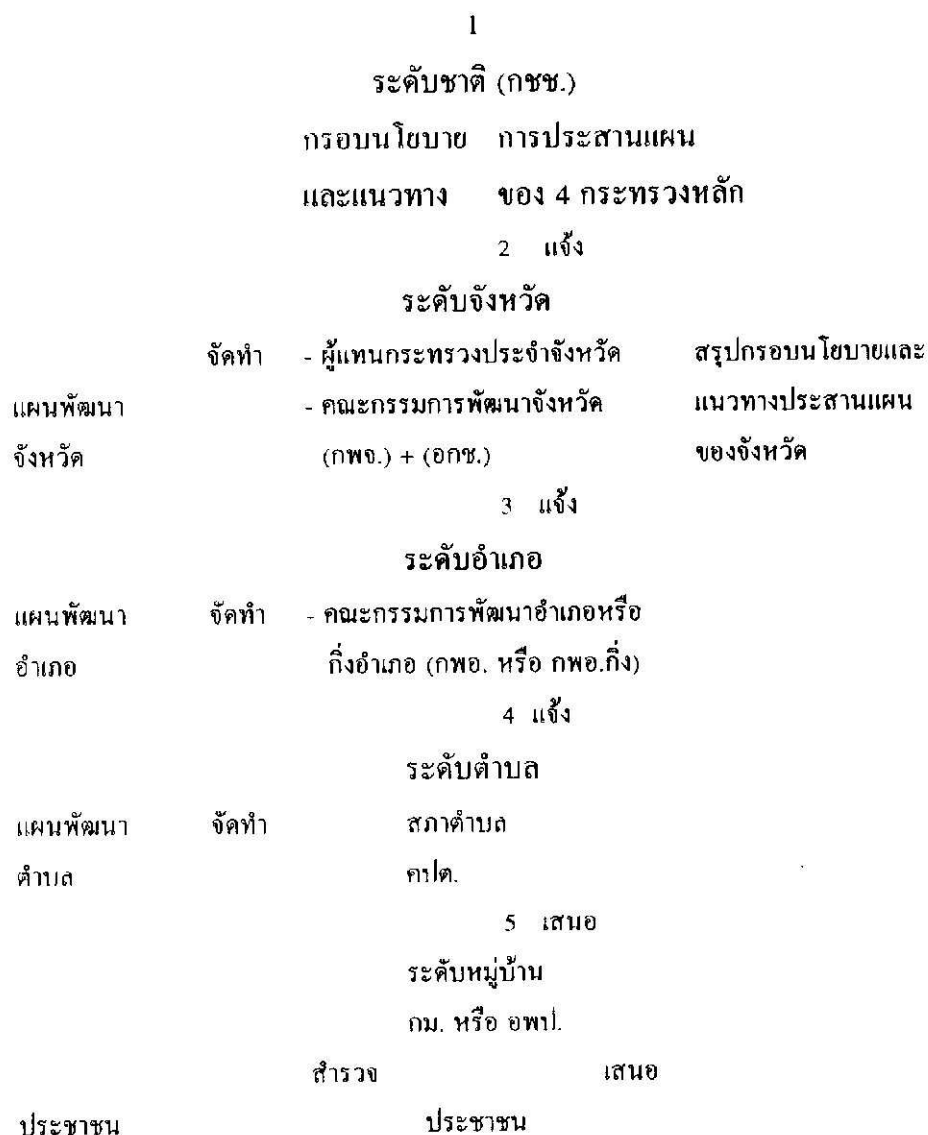 1
ระดับชาติ (กชช.)
กรอบนโยบาย การประสานแผน
และแนวทาง ของ 4 กระทรวงหลัก
2 แจ้ง
ระดับจังหวัด
จัดทำ - ผู้แทนกระทรวงประจำจังหวัด สรุปกรอบนโยบายและ
แผนพัฒนา - คณะกรรมการพัฒนาจังหวัด แนวทางประสานแผน
จังหวัด (กพจ.) + (อกช.) ของจังหวัด
3 แจ้ง
ระดับอำเภอ
แผนพัฒนา จัดทำ - คณะกรรมการพัฒนาอำเภอหรือ
อำเภอ กิ่งอำเภอ (กพอ. หรือ กพอ.กิ่ง)
4 แจ้ง
ระดับตำบล
แผนพัฒนา จัดทำ สภาตำบล
ตำบล คปต.
5 เสนอ
ระดับหมู่บ้าน
กม. หรือ อพป.
สำรวจ เสนอ
ประชาชน ประชาชน